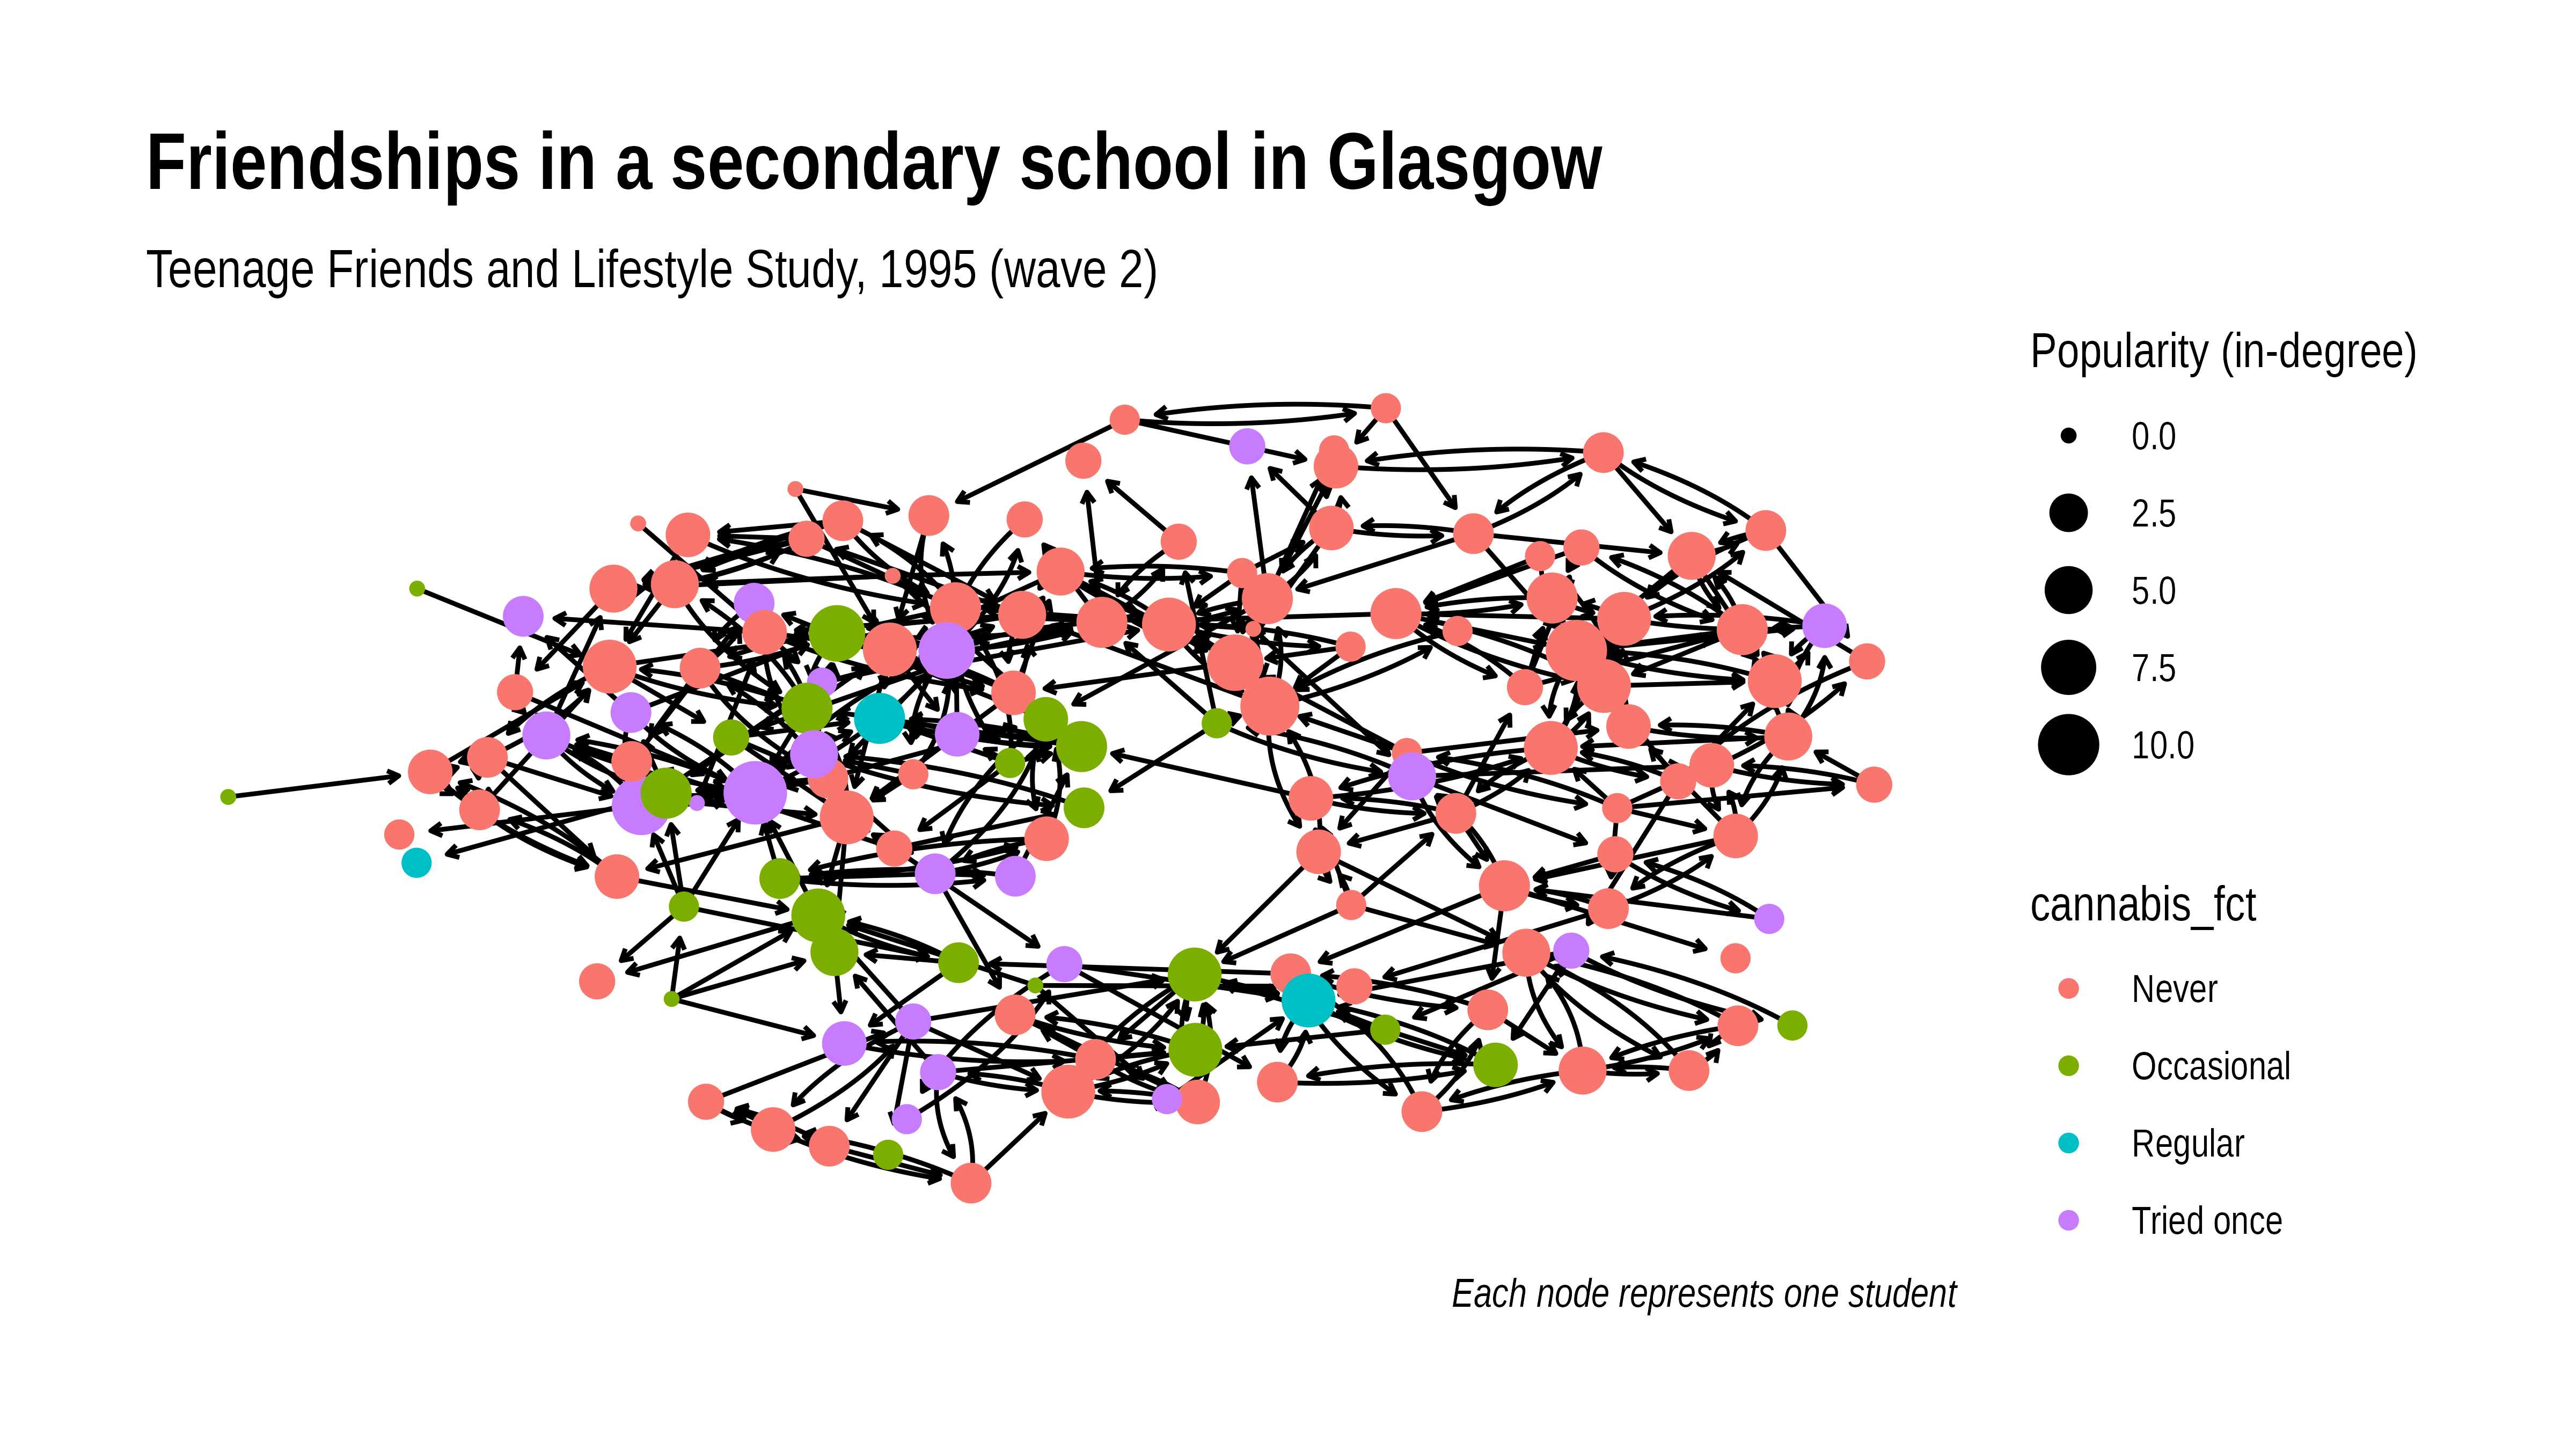 Friendships in a secondary school in Glasgow
Teenage Friends and Lifestyle Study, 1995 (wave 2)
Popularity (in-degree)
0.0
2.5
5.0
7.5
10.0
cannabis_fct
Never
Occasional
Regular
Tried once
Each node represents one student